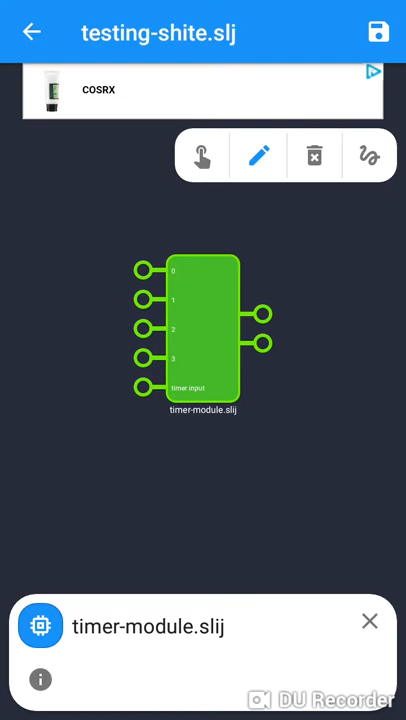 testing-shite.slj
COSRX
0
1
2
3
timer input
timer-module.slij
timer-module.slij
DU Recorder